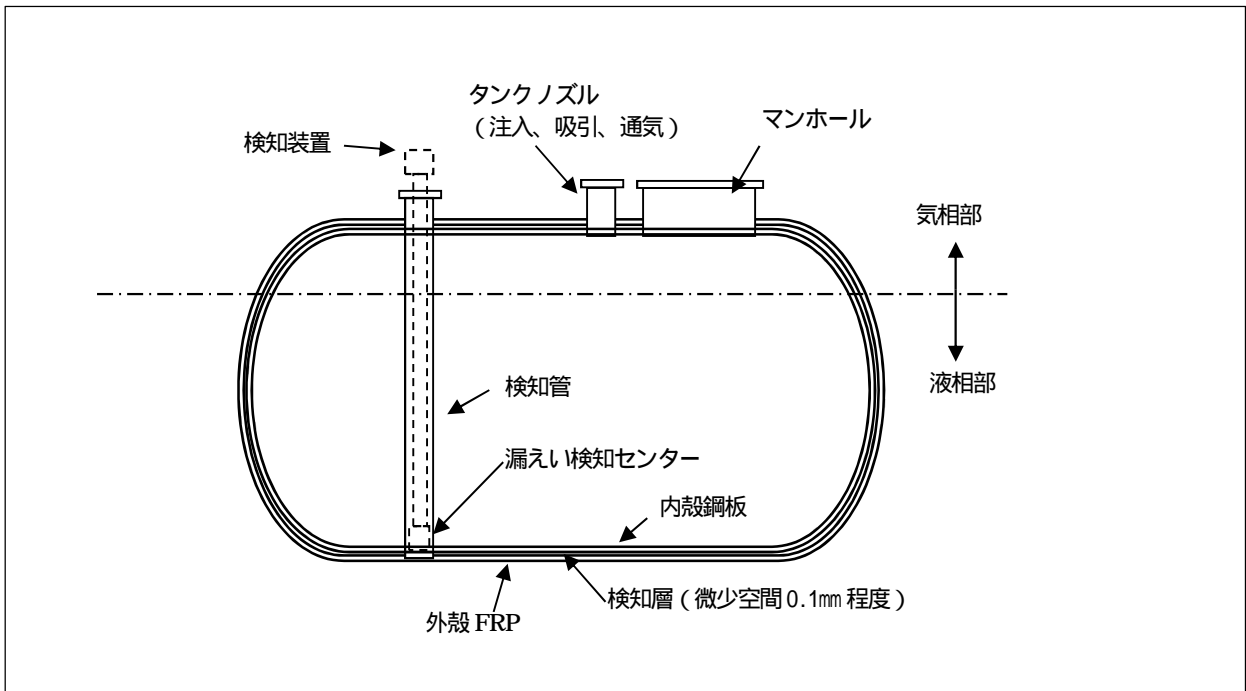 タンクノズル
（注入、吸引、通気）
マンホール
検知装置
気相部
液相部
検知管
漏えい検知センター
内殻鋼板
検知層（微少空間0.1㎜程度）
外殻FRP